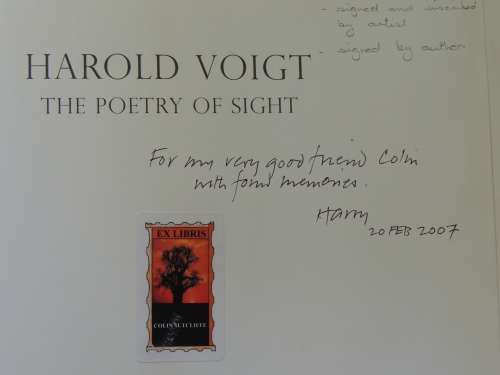 - signed and inscribed
by artist
- signed by author
HAROLD VOIGT
THE POETRY OF SIGHT
For my very good friend Colin
with fond memories.
Harry
20 FEB 2007
EX LIBRIS
COLIN SUTCLIFFE